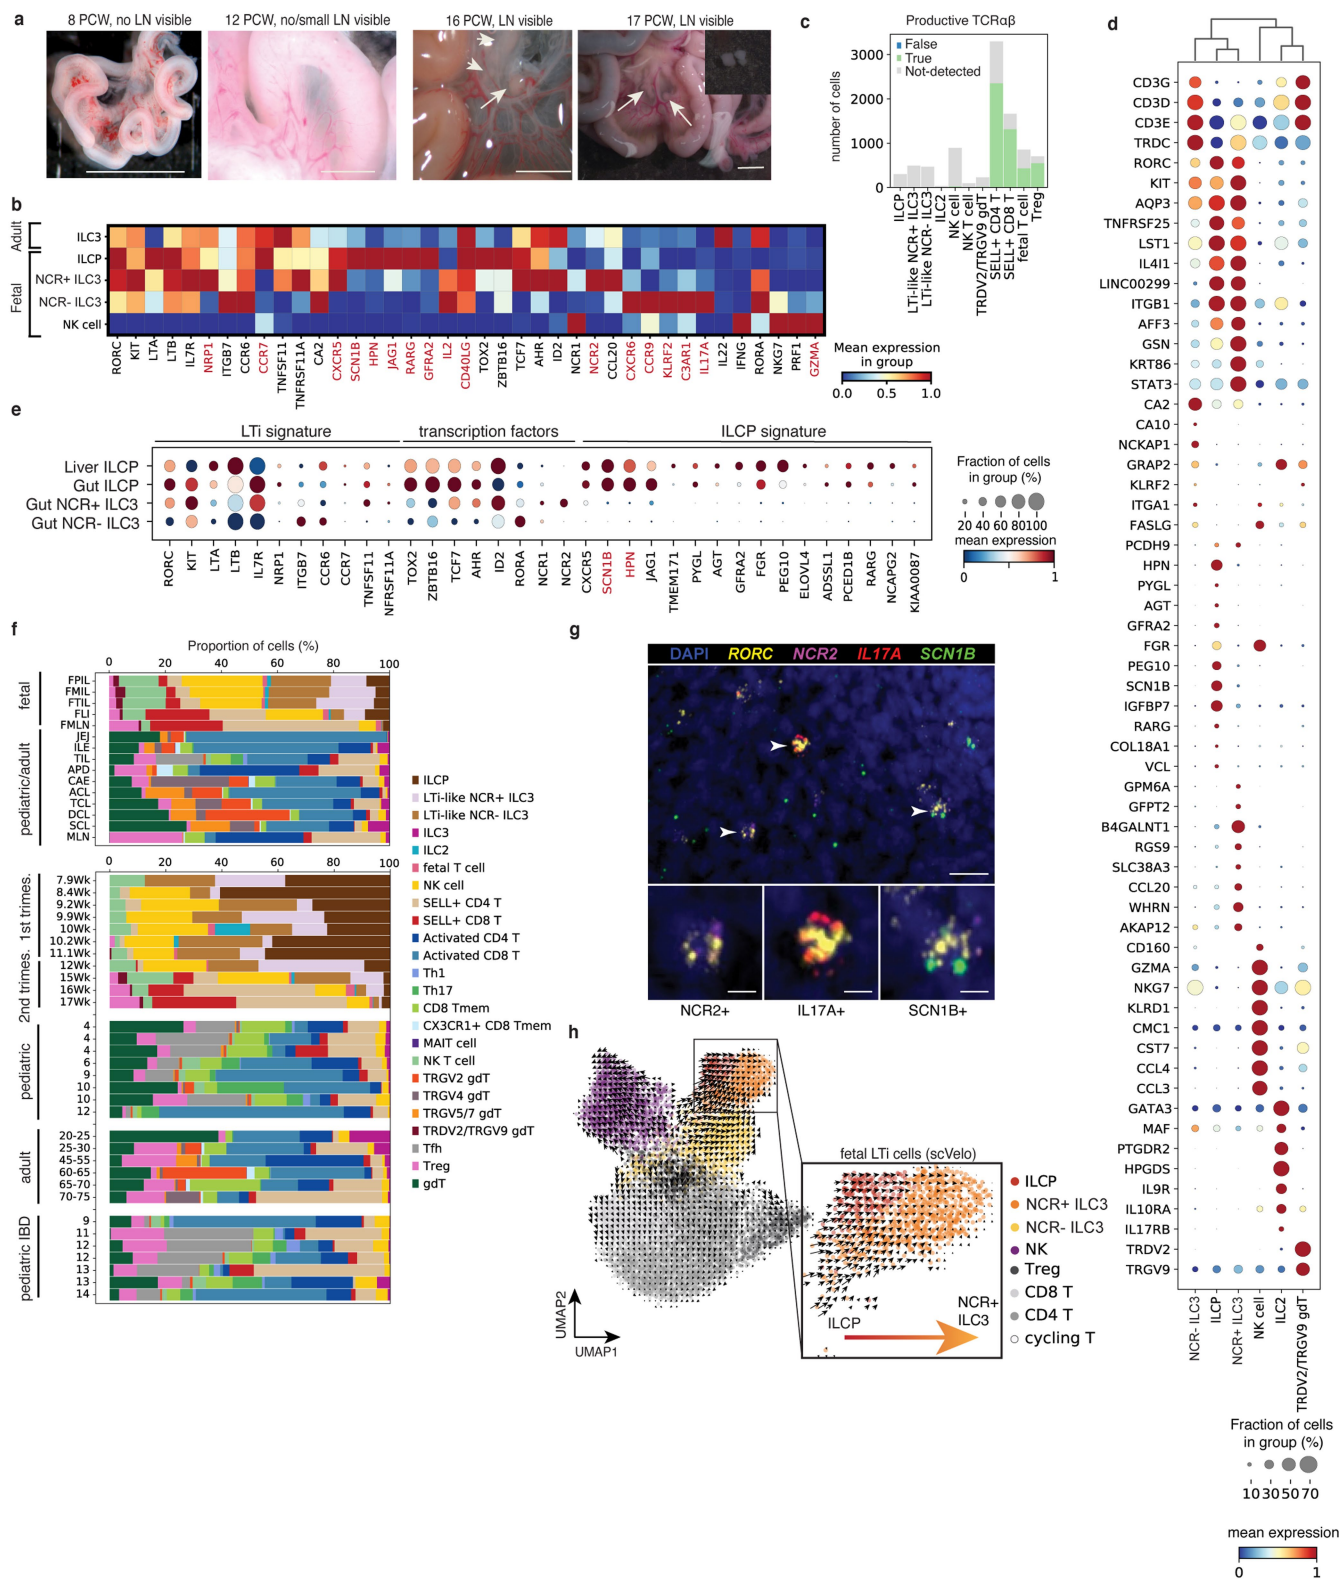 a
8 PCW, no LN visible
12 PCW, no/small LN visible
16 PCW, LN visible
17 PCW, LN visible
b
Adult
Fetal
ILC3
ILCP
NCR+ ILC3
NCR- ILC3
NK cell
RORC
KIT
LTA
LTB
IL7R
NRP1
ITGB7
CCR6
CCR7
TNFSF11
TNFRSF11A
CA2
CXCR5
SCN1B
HPN
JAG1
RARG
GFRA2
IL2
CD40LG
TOX2
ZBTB16
TCF7
AHR
ID2
NCR1
NCR2
CCL20
CXCR6
CCR9
KLRF2
C3AR1
IL17A
IL22
IFNG
RORA
NKG7
PRF1
GZMA
Mean expression
in group
0.0 0.5 1.0
c
Productive TCRαβ
False
True
Not-detected
number of cells
3000
2000
1000
0
ILCP
LTi-like NCR+ ILC3
LTi-like NCR- ILC3
ILC2
NK cell
NK T cell
TRDV2/TRGV9 gdT
SELL+ CD4 T
SELL+ CD8 T
fetal T cell
Treg
d
CD3G
CD3D
CD3E
TRDC
RORC
KIT
AQP3
TNFRSF25
LST1
IL4I1
LINC00299
ITGB1
AFF3
GSN
KRT86
STAT3
CA2
CA10
NCKAP1
GRAP2
KLRF2
ITGA1
FASLG
PCDH9
HPN
PYGL
AGT
GFRA2
FGR
PEG10
SCN1B
IGFBP7
RARG
COL18A1
VCL
GPM6A
GFPT2
B4GALNT1
RGS9
SLC38A3
CCL20
WHRN
AKAP12
CD160
GZMA
NKG7
KLRD1
CMC1
CST7
CCL4
CCL3
GATA3
MAF
PTGDR2
HPGDS
IL9R
IL10RA
IL17RB
TRDV2
TRGV9
NCR- ILC3
ILCP
NCR+ ILC3
NK cell
ILC2
TRDV2/TRGV9 gdT
Fraction of cells
in group (%)
10 30 50 70
mean expression
0 1
e
LTi signature
transcription factors
ILCP signature
Liver ILCP
Gut ILCP
Gut NCR+ ILC3
Gut NCR- ILC3
RORC
KIT
LTA
LTB
IL7R
NRP1
ITGB7
CCR6
CCR7
TNFSF11
NFRSF11A
TOX2
ZBTB16
TCF7
AHR
ID2
RORA
NCR1
NCR2
CXCR5
SCN1B
HPN
JAG1
TMEM171
PYGL
AGT
GFRA2
FGR
PEG10
ELOVL4
ADSSL1
PCED1B
RARG
NCAPG2
KIAA0087
Fraction of cells
in group (%)
20 40 60 80 100
mean expression
0 1
f
Proportion of cells (%)
0 20 40 60 80 100
fetal
FPIL
FMIL
FTIL
FLI
FMLN
pediatric/adult
JEJ
ILE
TIL
APD
CAE
ACL
TCL
DCL
SCL
MLN
0 20 40 60 80 100
1st trimes.
7.9Wk
8.4Wk
9.2Wk
9.9Wk
10Wk
10.2Wk
11.1Wk
2nd trimes.
12Wk
15Wk
16Wk
17Wk
pediatric
4
4
4
6
9
10
10
12
adult
20-25
25-30
45-55
60-65
65-70
70-75
pediatric IBD
9
11
12
12
13
13
14
ILCP
LTi-like NCR+ ILC3
LTi-like NCR- ILC3
ILC3
ILC2
fetal T cell
NK cell
SELL+ CD4 T
SELL+ CD8 T
Activated CD4 T
Activated CD8 T
Th1
Th17
CD8 Tmem
CX3CR1+ CD8 Tmem
MAIT cell
NK T cell
TRGV2 gdT
TRGV4 gdT
TRGV5/7 gdT
TRDV2/TRGV9 gdT
Tfh
Treg
gdT
g
DAPI RORC NCR2 IL17A SCN1B
NCR2+ IL17A+ SCN1B+
h
UMAP2
UMAP1
fetal LTi cells (scVelo)
ILCP
NCR+
ILC3
ILCP
NCR+ ILC3
NCR- ILC3
NK
Treg
CD8 T
CD4 T
cycling T